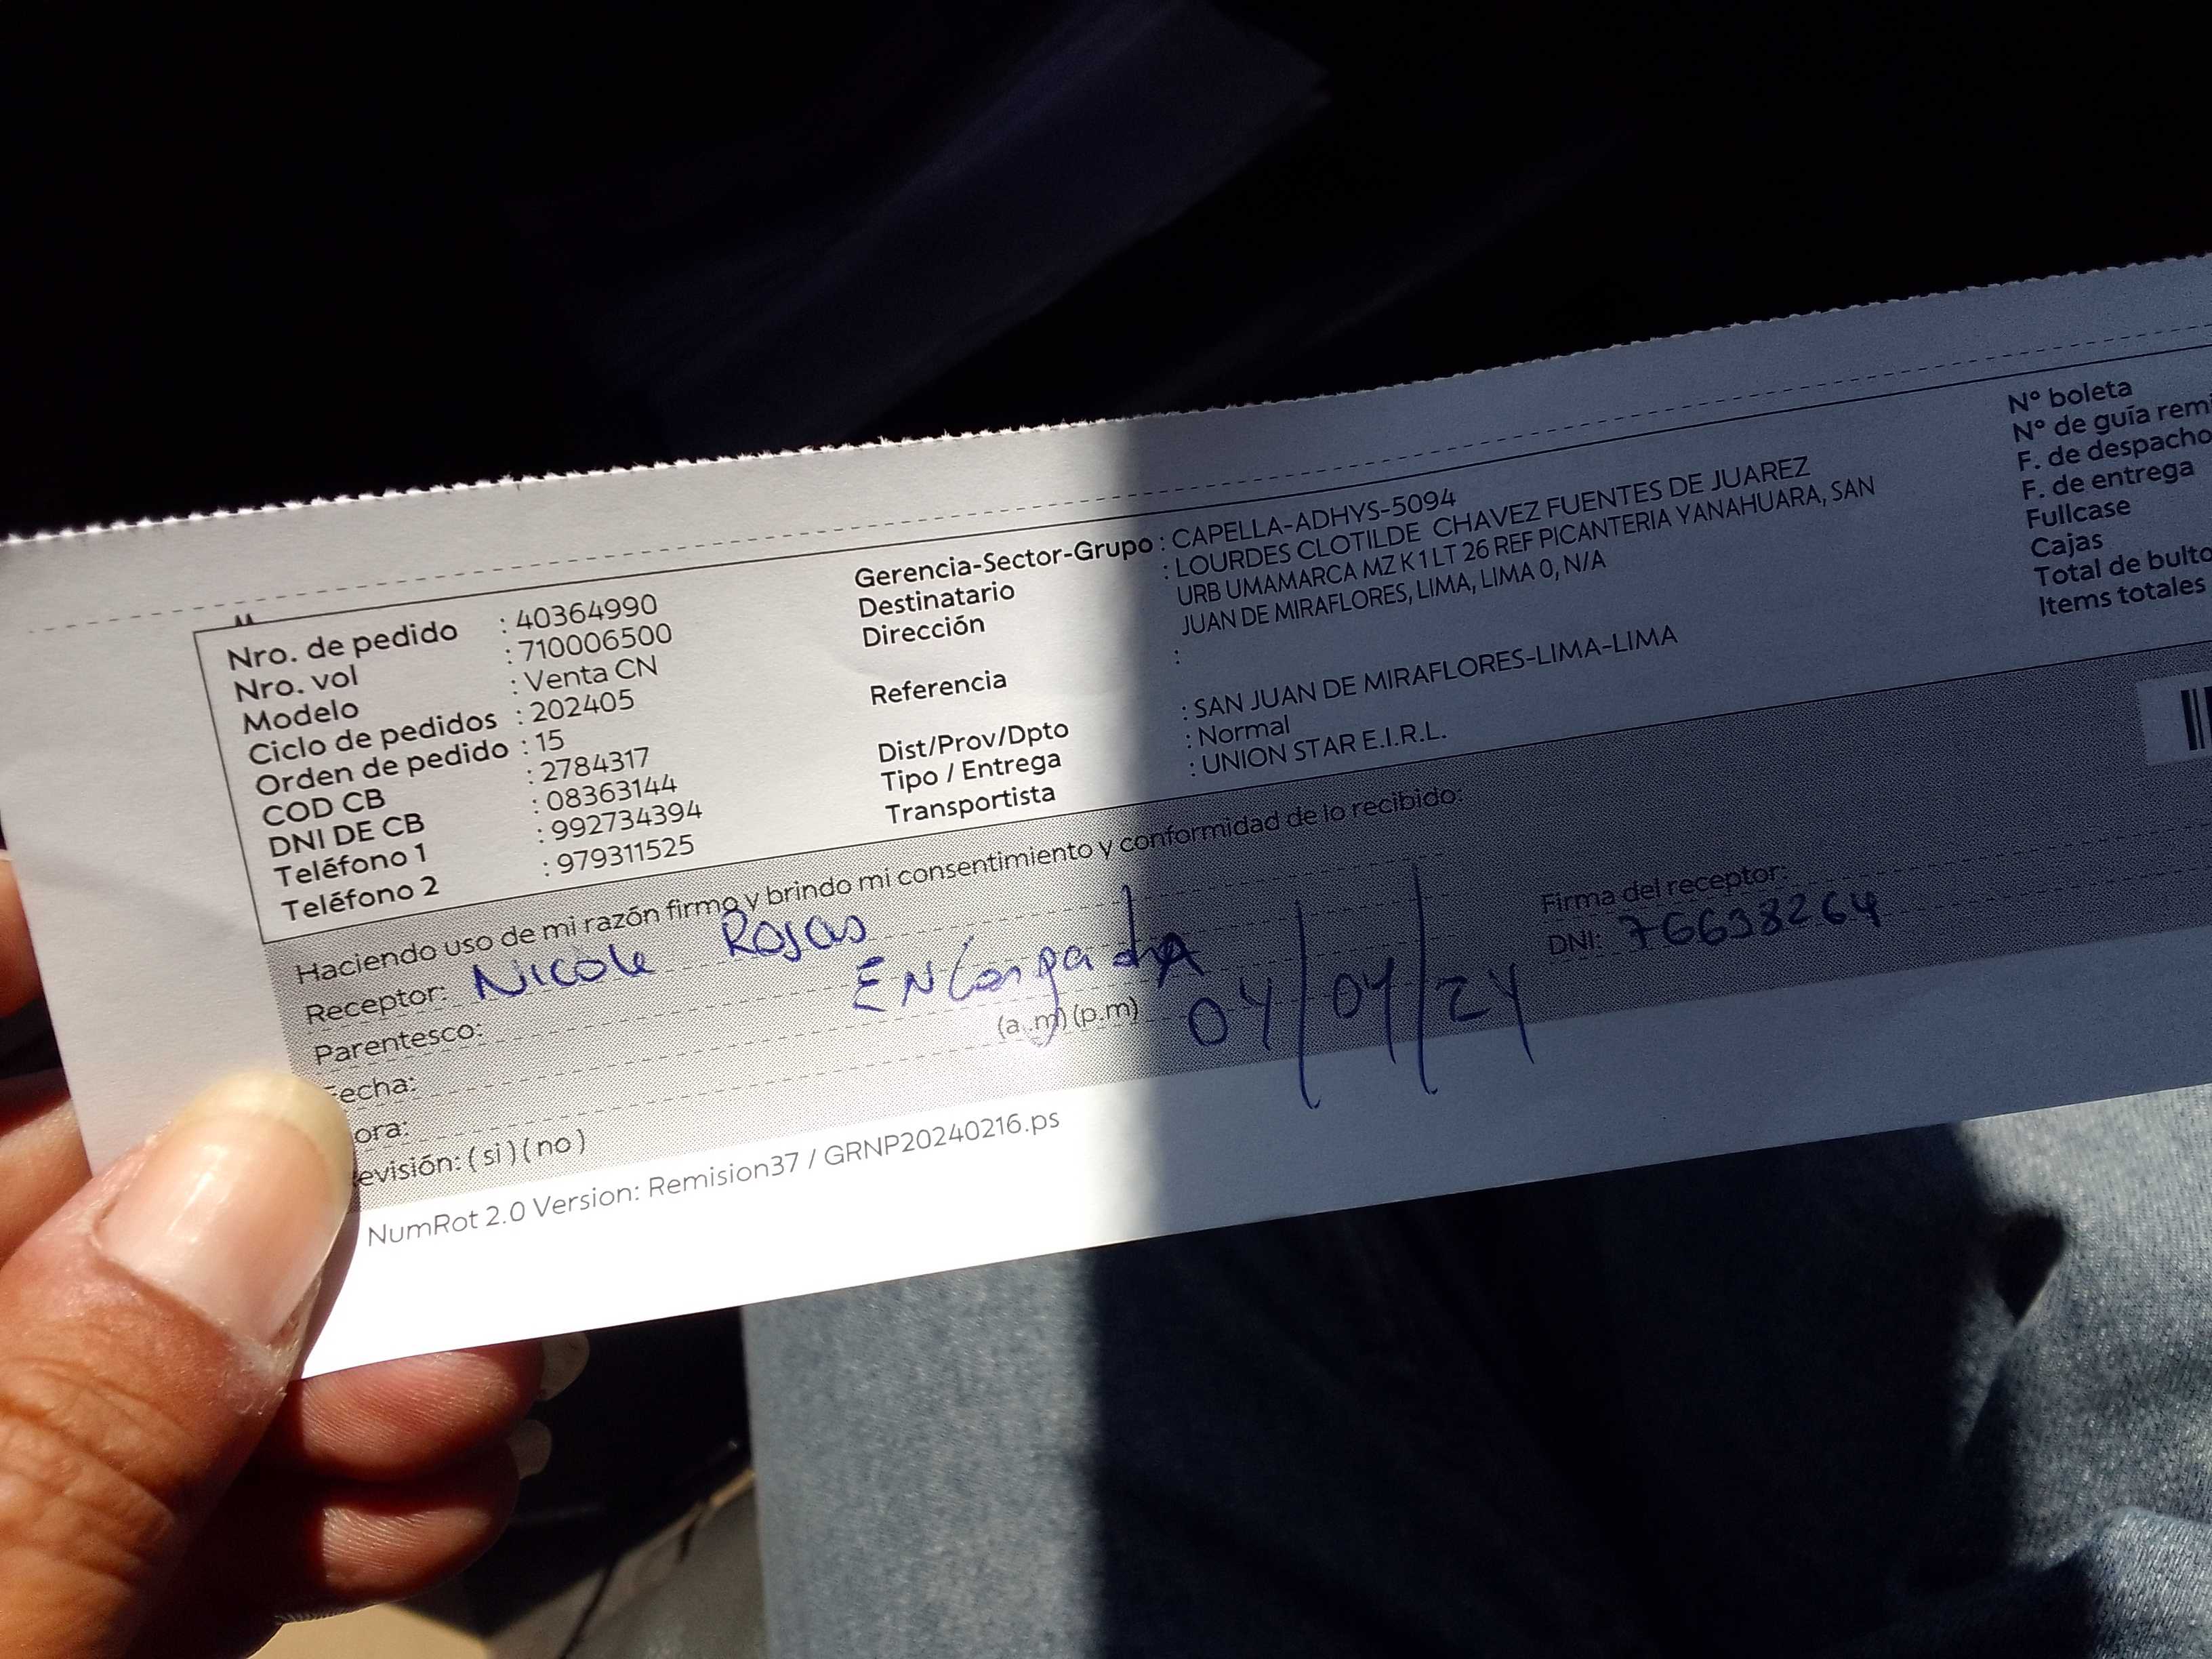 Nro. de pedido : 40364990
Nro. vol : 710006500
Modelo : Venta CN
Ciclo de pedidos : 202405
Orden de pedido : 15
COD CB : 2784317
DNI DE CB : 08363144
Teléfono 1 : 992734394
Teléfono 2 : 979311525
Gerencia-Sector-Grupo : CAPELLA-ADHYS-5094
Destinatario : LOURDES CLOTILDE CHAVEZ FUENTES DE JUAREZ
Dirección URB UMAMARCA MZ K 1 LT 26 REF PICANTERIA YANAHUARA, SAN
JUAN DE MIRAFLORES, LIMA, LIMA 0, N/A
Referencia :
Dist/Prov/Dpto : SAN JUAN DE MIRAFLORES-LIMA-LIMA
Tipo / Entrega : Normal
Transportista : UNION STAR E.I.R.L.
N° boleta
N° de guía remi
F. de despacho
F. de entrega
Fullcase
Cajas
Total de bulto
Items totales
Haciendo uso de mi razón firmo y brindo mi consentimiento y conformidad de lo recibido.
Receptor: Nicole Rojas
Parentesco: ENCargada
echa: 04/04/24
ora: (a.m) (p.m)
evisión: ( si ) ( no )
Firma del receptor:
DNI: 76638264
NumRot 2.0 Version: Remision37 / GRNP20240216.ps